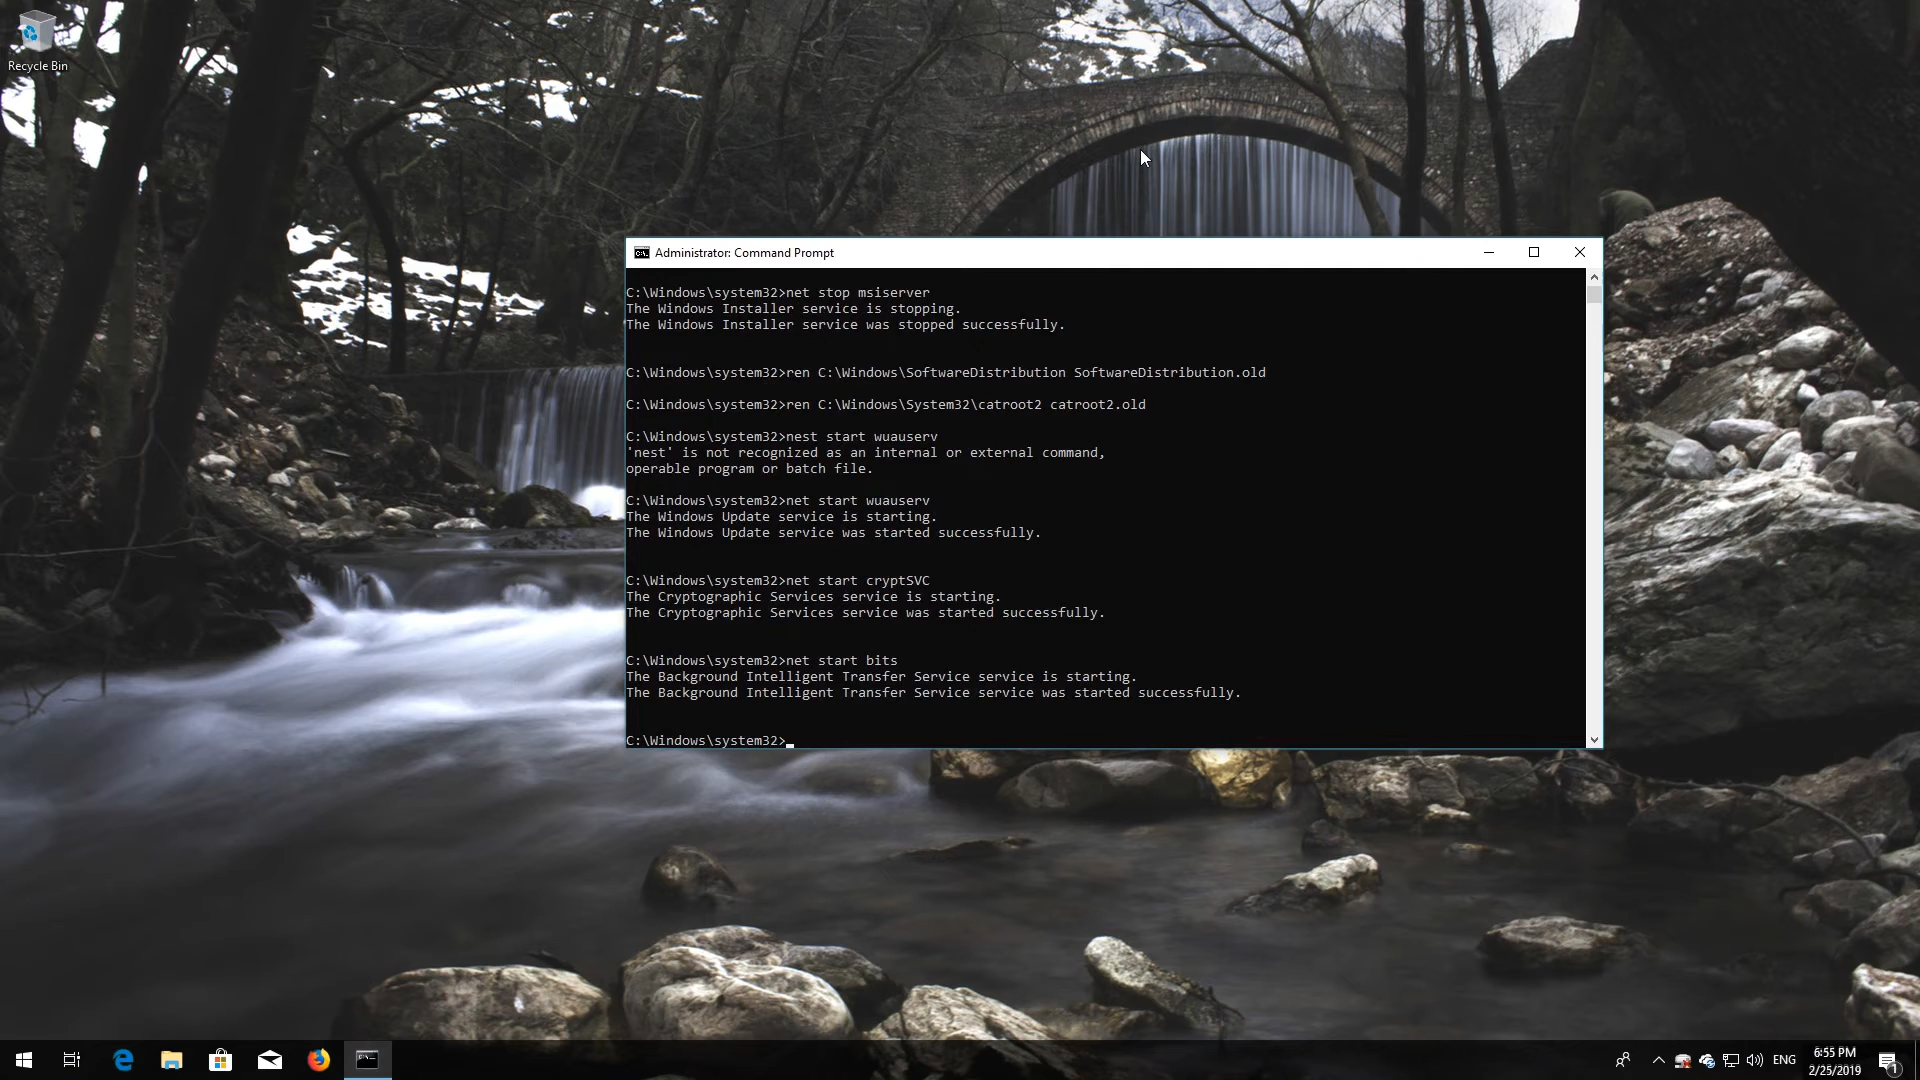 Recycle Bin
Administrator: Command Prompt
C:\Windows\system32>net stop msiserver
The Windows Installer service is stopping.
The Windows Installer service was stopped successfully.
C:\Windows\system32>ren C:\Windows\SoftwareDistribution SoftwareDistribution.old
C:\Windows\system32>ren C:\Windows\System32\catroot2 catroot2.old
C:\Windows\system32>nest start wuauserv
'nest' is not recognized as an internal or external command,
operable program or batch file.
C:\Windows\system32>net start wuauserv
The Windows Update service is starting.
The Windows Update service was started successfully.
C:\Windows\system32>net start cryptSVC
The Cryptographic Services service is starting.
The Cryptographic Services service was started successfully.
C:\Windows\system32>net start bits
The Background Intelligent Transfer Service service is starting.
The Background Intelligent Transfer Service service was started successfully.
C:\Windows\system32>
ENG
6:55 PM
2/25/2019
1